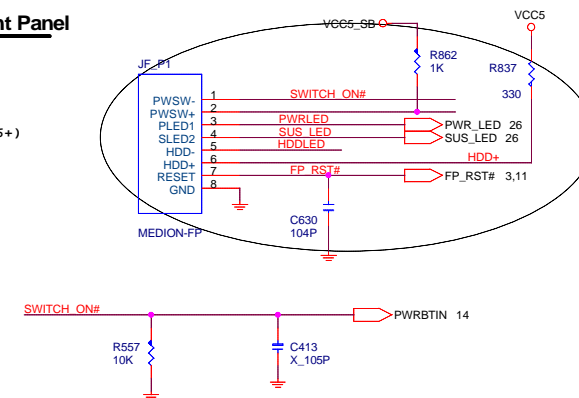 nt Panel
VCC5
VCC5_SB
JF_P1
R862
1K
R837
330
5+)
PWSW- 1 SWITCH_ON#
PWSW+ 2
PLED1 3 PWRLED PWR_LED 26
SLED2 4 SUS_LED SUS_LED 26
HDD- 5 HDDLED
HDD+ 6 HDD+
RESET 7 FP_RST# FP_RST# 3,11
GND 8
C630
104P
MEDION-FP
SWITCH_ON# PWRBTIN 14
R557
10K
C413
X_105P